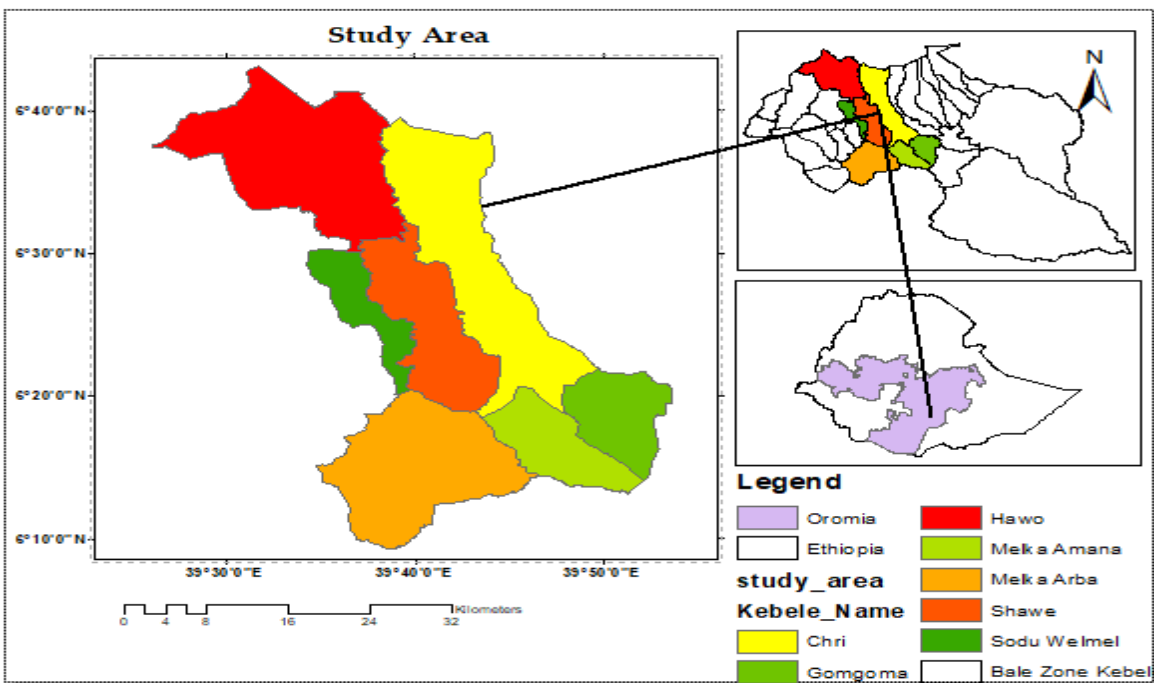 Study Area
N
6°40'0"N
6°30'0"N
6°20'0"N
6°10'0"N
39°30'0"E
39°40'0"E
39°50'0"E
Kilometers
0 4 8 16 24 32
Legend
Oromia
Ethiopia
study_area
Kebele_Name
Chri
Gomgoma
Hawo
Melka Amana
Melka Arba
Shawe
Sodu Welmel
Bale Zone Kebel